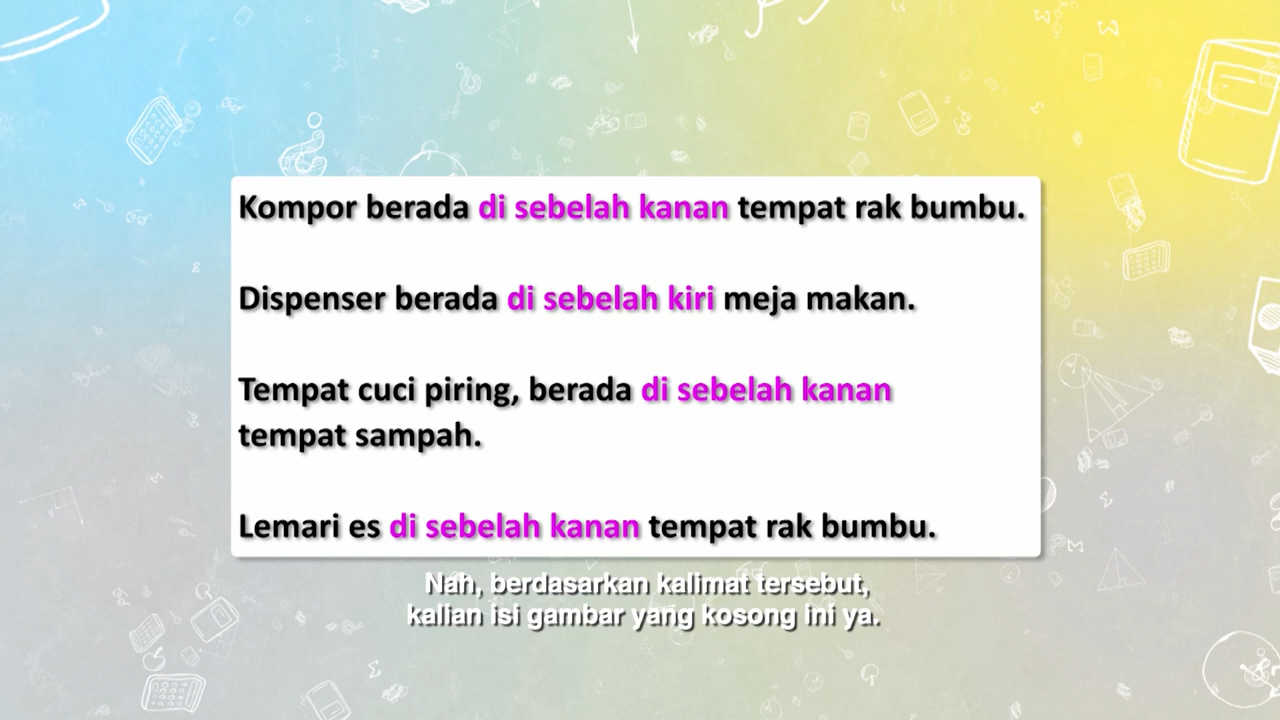 Kompor berada di sebelah kanan tempat rak bumbu.
Dispenser berada di sebelah kiri meja makan.
Tempat cuci piring, berada di sebelah kanan
tempat sampah.
Lemari es di sebelah kanan tempat rak bumbu.
Nah, berdasarkan kalimat tersebut,
kalian isi gambar yang kosong ini ya.